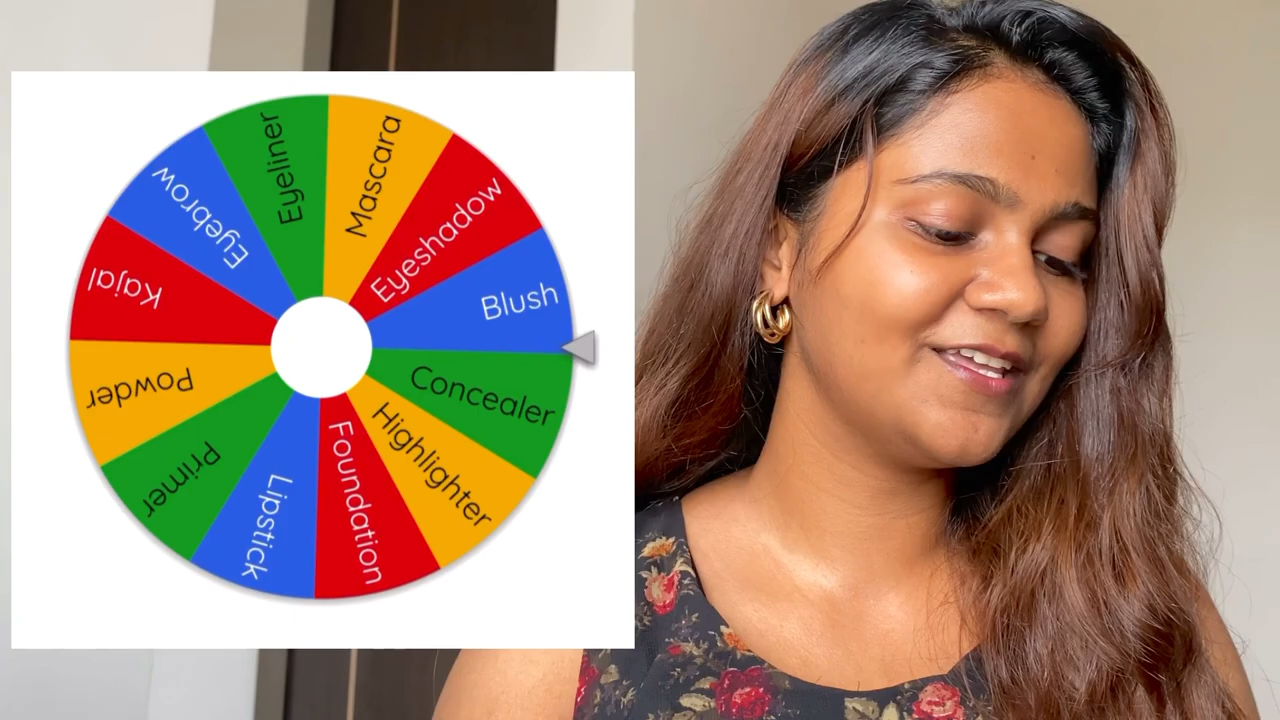 Eyeliner
Mascara
Eyeshadow
Blush
Concealer
Highlighter
Foundation
Lipstick
Primer
Powder
Kajal
Eyebrow